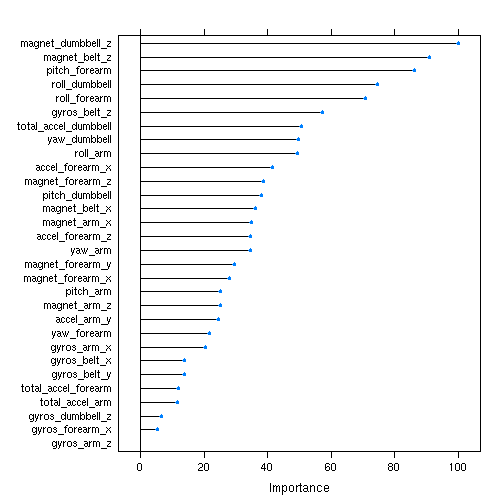 magnet_dumbbell_z
magnet_belt_z
pitch_forearm
roll_dumbbell
roll_forearm
gyros_belt_z
total_accel_dumbbell
yaw_dumbbell
roll_arm
accel_forearm_x
magnet_forearm_z
pitch_dumbbell
magnet_belt_x
magnet_arm_x
accel_forearm_z
yaw_arm
magnet_forearm_y
magnet_forearm_x
pitch_arm
magnet_arm_z
accel_arm_y
yaw_forearm
gyros_arm_x
gyros_belt_x
gyros_belt_y
total_accel_forearm
total_accel_arm
gyros_dumbbell_z
gyros_forearm_x
gyros_arm_z
0 20 40 60 80 100
Importance